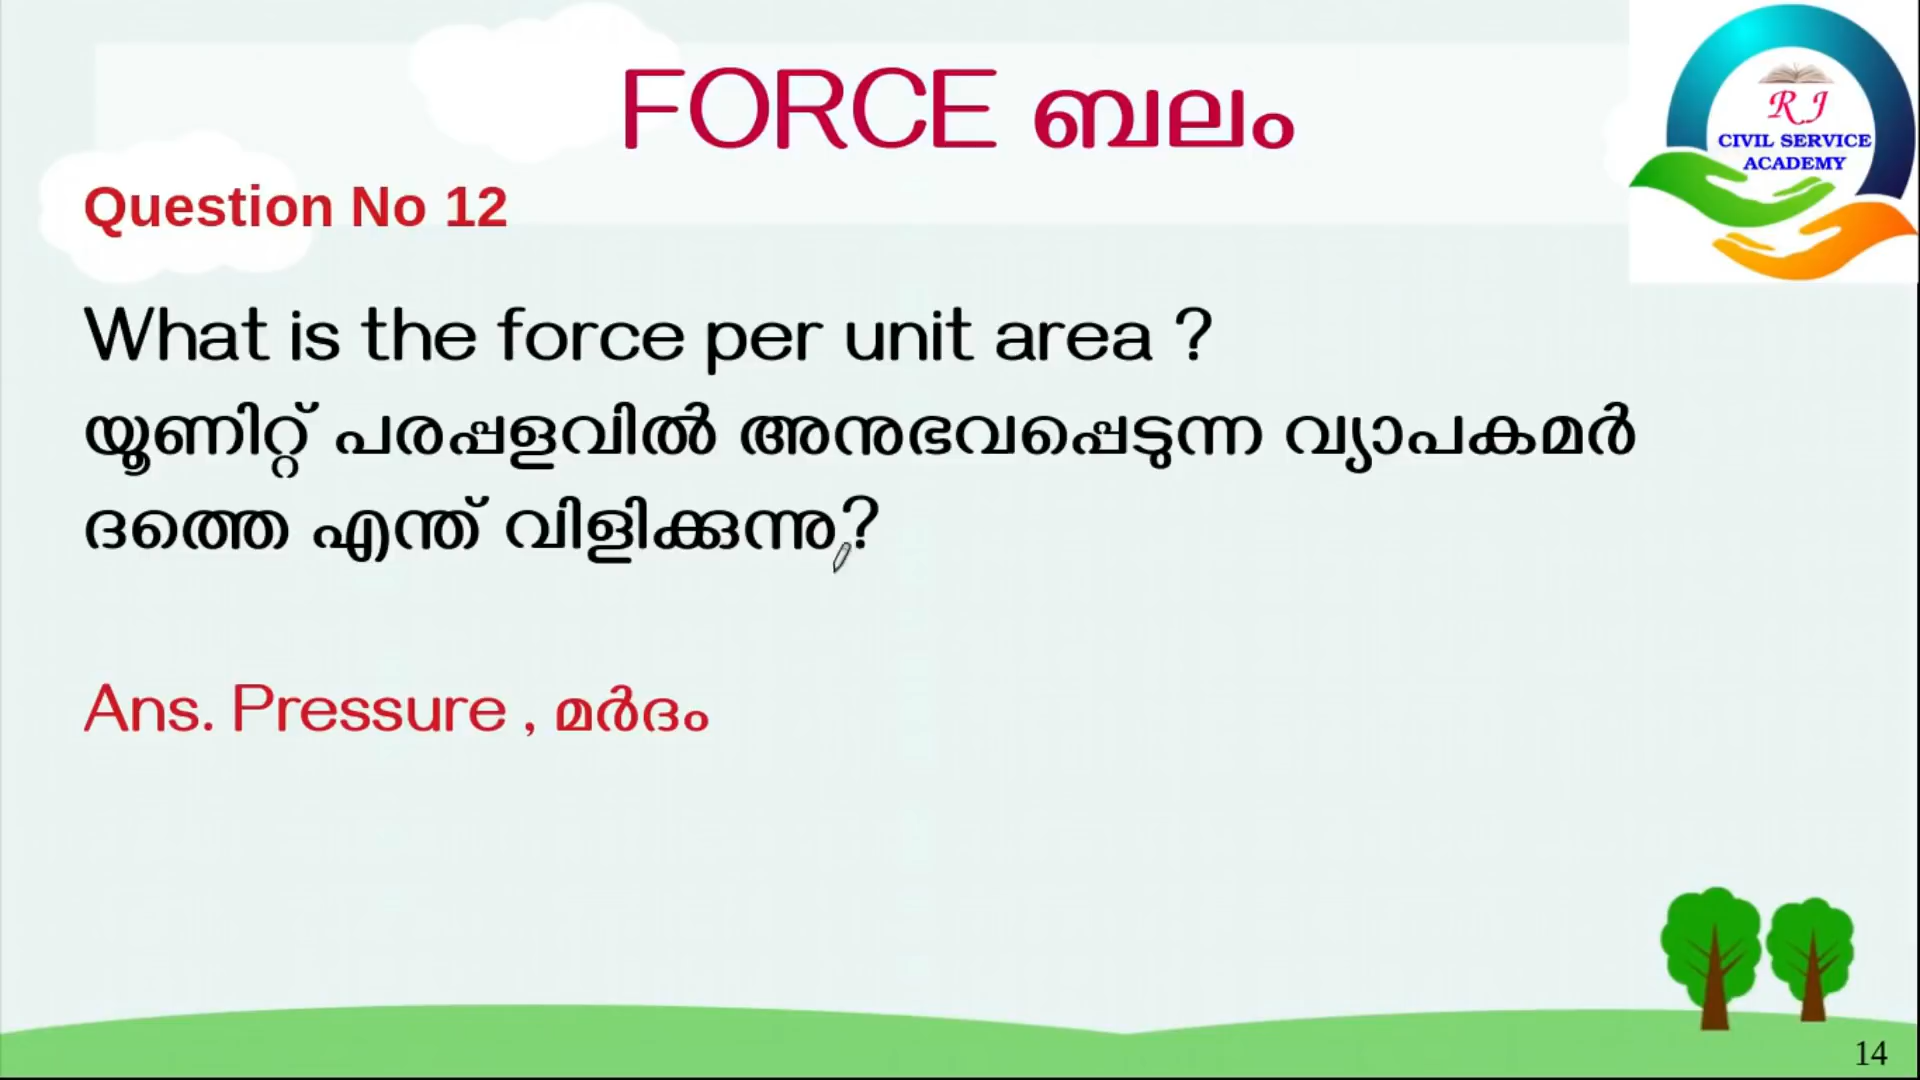 FORCE ബലം
RJ
CIVIL SERVICE
ACADEMY
Question No 12
What is the force per unit area ?
യൂണിറ്റ് പരപ്പളവിൽ അനുഭവപ്പെടുന്ന വ്യാപകമർ
ദത്തെ എന്ത് വിളിക്കുന്നു?
Ans. Pressure , മർദം
14